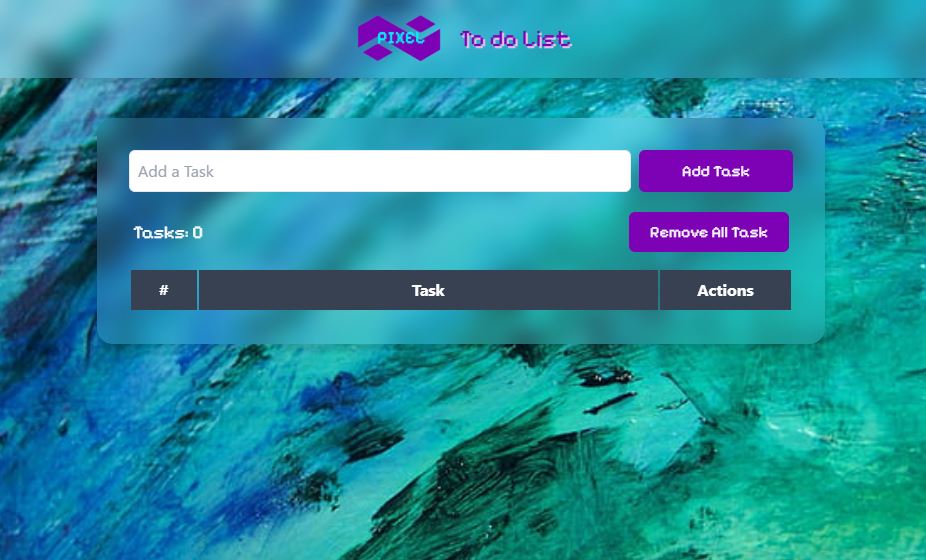 PIXEL
To do List
Add a Task
Add Task
Tasks: 0
Remove All Task
# Task Actions